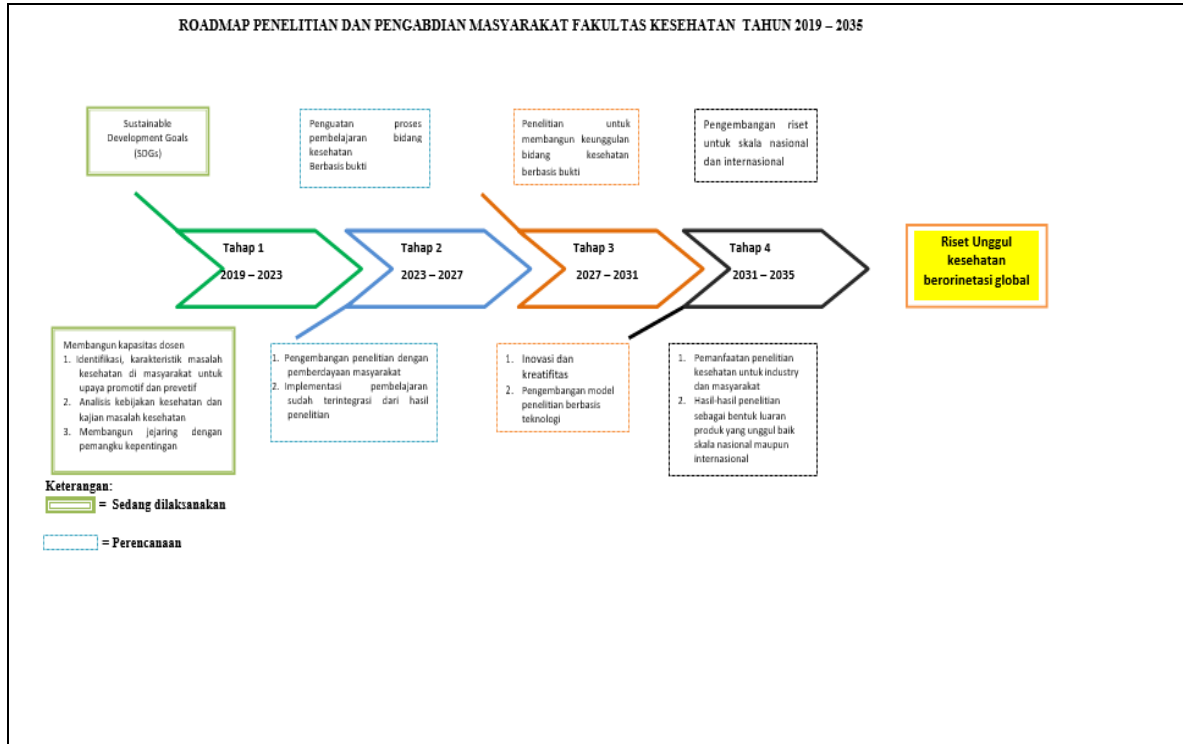 ROADMAP PENELITIAN DAN PENGABDIAN MASYARAKAT FAKULTAS KESEHATAN TAHUN 2019 – 2035
Sustainable
Development Goals
(SDGs)
Penguatan proses
pembelajaran bidang
kesehatan
Berbasis bukti
Penelitian untuk
membangun keunggulan
bidang kesehatan
berbasis bukti
Pengembangan riset
untuk skala nasional
dan internasional
Tahap 1
2019 – 2023
Tahap 2
2023 – 2027
Tahap 3
2027 – 2031
Tahap 4
2031 – 2035
Riset Unggul
kesehatan
berorinetasi global
Membangun kapasitas dosen
1. Identifikasi, karakteristik masalah
kesehatan di masyarakat untuk
upaya promotif dan prevetif
2. Analisis kebijakan kesehatan dan
kajian masalah kesehatan
3. Membangun jejaring dengan
pemangku kepentingan
1. Pengembangan penelitian dengan
pemberdayaan masyarakat
2. Implementasi pembelajaran
sudah terintegrasi dari hasil
penelitian
1. Inovasi dan
kreatifitas
2. Pengembangan model
penelitian berbasis
teknologi
1. Pemanfaatan penelitian
kesehatan untuk industry
dan masyarakat
2. Hasil-hasil penelitian
sebagai bentuk luaran
produk yang unggul baik
skala nasional maupun
internasional
Keterangan:
= Sedang dilaksanakan
= Perencanaan